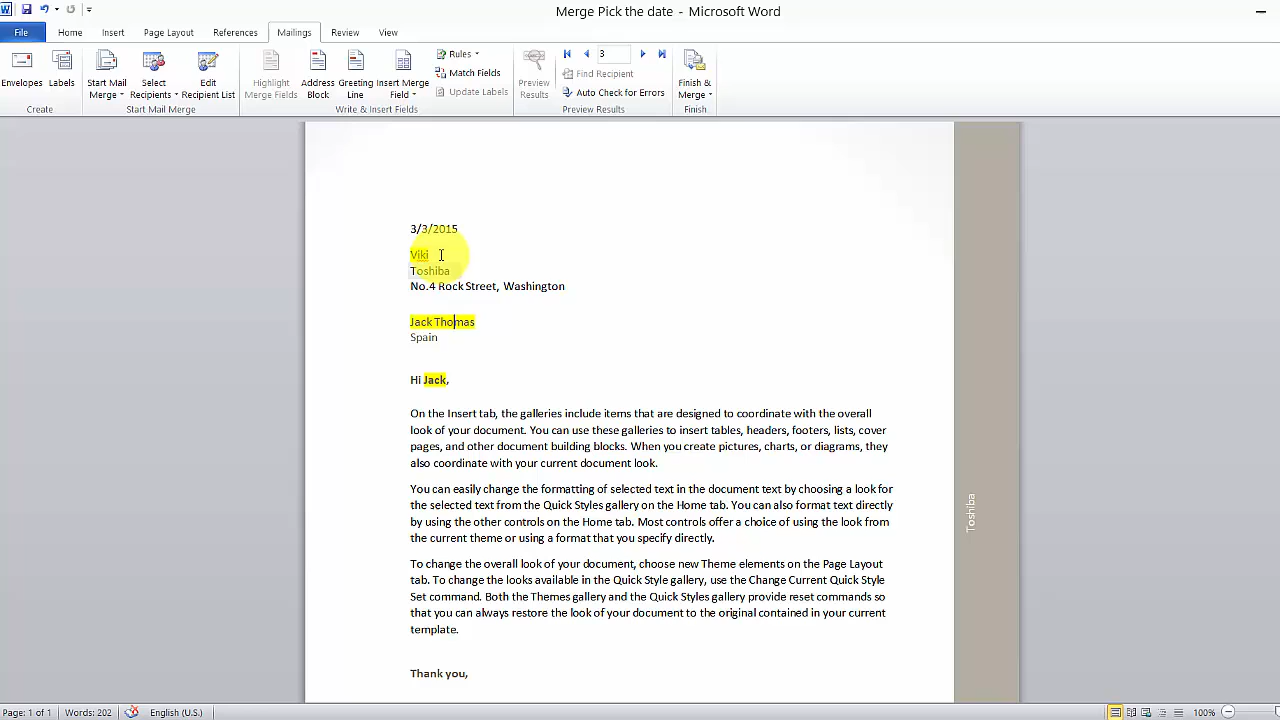 Merge Pick the date - Microsoft Word
File Home Insert Page Layout References Mailings Review View
Envelopes Labels
Create
Start Mail Merge Select Recipients Edit Recipient List
Start Mail Merge
Highlight Merge Fields Address Block Greeting Line Insert Merge Field
Rules
Match Fields
Update Labels
Write & Insert Fields
Preview Results
3
Find Recipient
Auto Check for Errors
Preview Results
Finish & Merge
Finish
3/3/2015
Viki
Toshiba
No.4 Rock Street, Washington
Jack Thomas
Spain
Hi Jack,
On the Insert tab, the galleries include items that are designed to coordinate with the overall
look of your document. You can use these galleries to insert tables, headers, footers, lists, cover
pages, and other document building blocks. When you create pictures, charts, or diagrams, they
also coordinate with your current document look.
You can easily change the formatting of selected text in the document text by choosing a look for
the selected text from the Quick Styles gallery on the Home tab. You can also format text directly
by using the other controls on the Home tab. Most controls offer a choice of using the look from
the current theme or using a format that you specify directly.
To change the overall look of your document, choose new Theme elements on the Page Layout
tab. To change the looks available in the Quick Style gallery, use the Change Current Quick Style
Set command. Both the Themes gallery and the Quick Styles gallery provide reset commands so
that you can always restore the look of your document to the original contained in your current
template.
Thank you,
Toshiba
Page: 1 of 1 Words: 202 English (U.S.) 100%